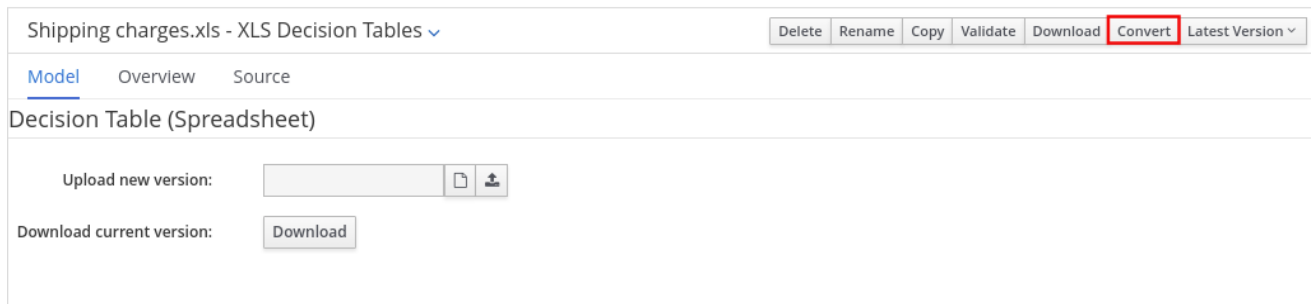 Shipping charges.xls - XLS Decision Tables
Delete Rename Copy Validate Download Convert Latest Version
Model Overview Source
Decision Table (Spreadsheet)
Upload new version:
Download current version: Download